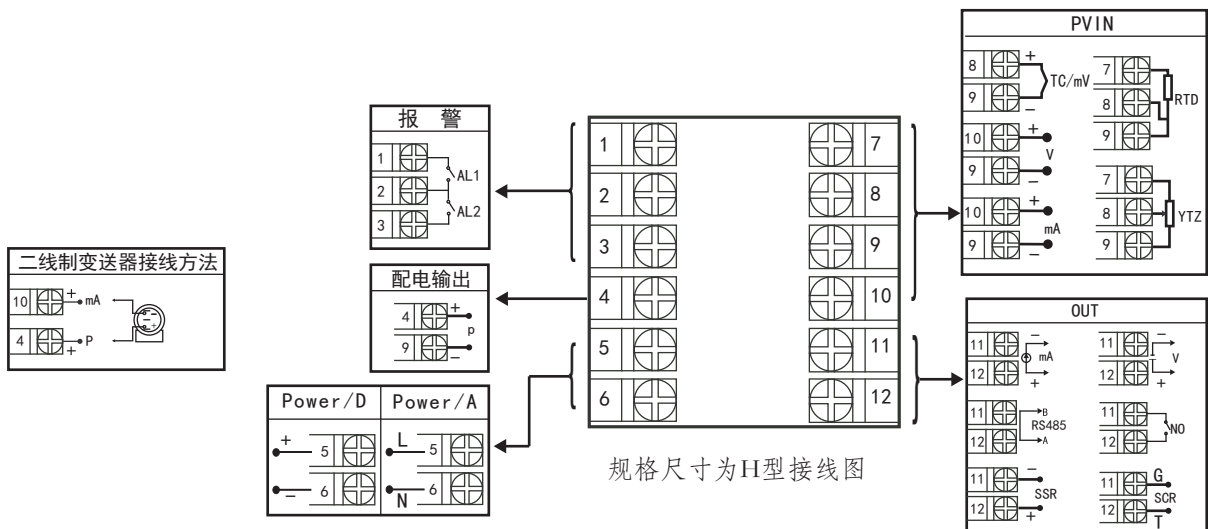 二线制变送器接线方法
10 + mA
4 + P
报 警
1
AL1
2
AL2
3
配电输出
4 +
p
9 −
Power/D Power/A
+ 5 L 5
− 6 N 6
1 7
2 8
3 9
4 10
5 11
6 12
规格尺寸为H型接线图
PVIN
8 +
TC/mV
9 −
7
8 RTD
9
10 +
V
9 −
10 +
mA
9 −
7
8 YTZ
9
OUT
11 −
mA
12 +
11 −
V
12 +
11 B
RS485
12 A
11
NO
12
11 −
SSR
12 +
11 G
SCR
12 T